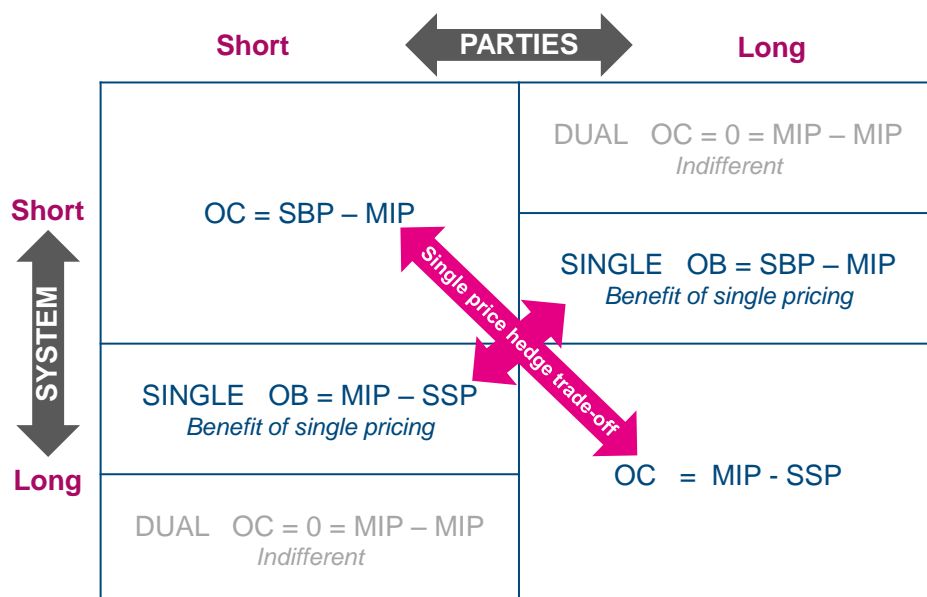 Short
PARTIES
Long
DUAL OC = 0 = MIP – MIP
Indifferent
Short
OC = SBP – MIP
SINGLE OB = SBP – MIP
Benefit of single pricing
Single price hedge trade-off
SYSTEM
SINGLE OB = MIP – SSP
Benefit of single pricing
Long
OC = MIP - SSP
DUAL OC = 0 = MIP – MIP
Indifferent